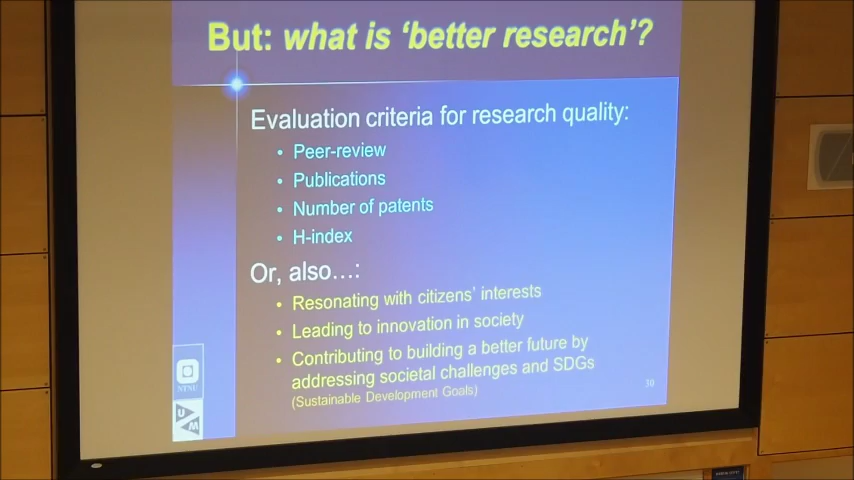 But: what is ‘better research’?
Evaluation criteria for research quality:
• Peer-review
• Publications
• Number of patents
• H-index
Or, also…:
• Resonating with citizens’ interests
• Leading to innovation in society
• Contributing to building a better future by
addressing societal challenges and SDGs
(Sustainable Development Goals)
30
NTNU
UM